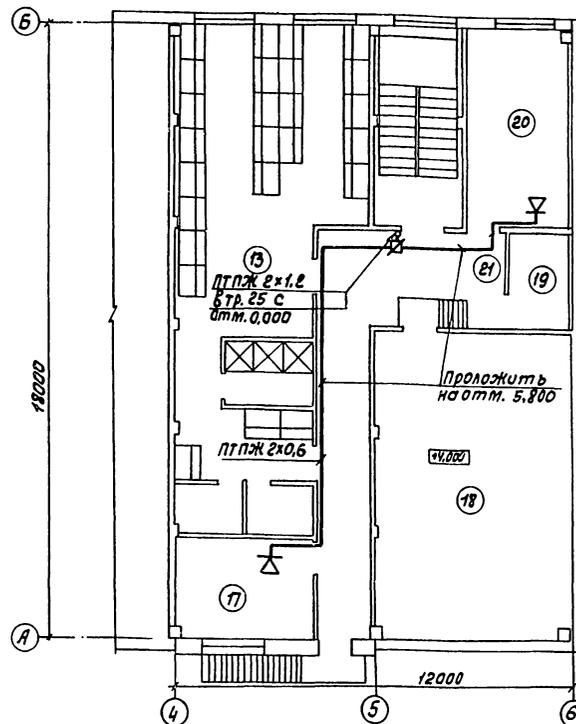 Б
20
13
21
19
ПТПЖ 2×1.2
в тр. 25 с
отм. 0,000
Проложить
на отм. 5,800
18000
ПТПЖ 2×0,6
+4,000
18
17
А
12000
4
5
6